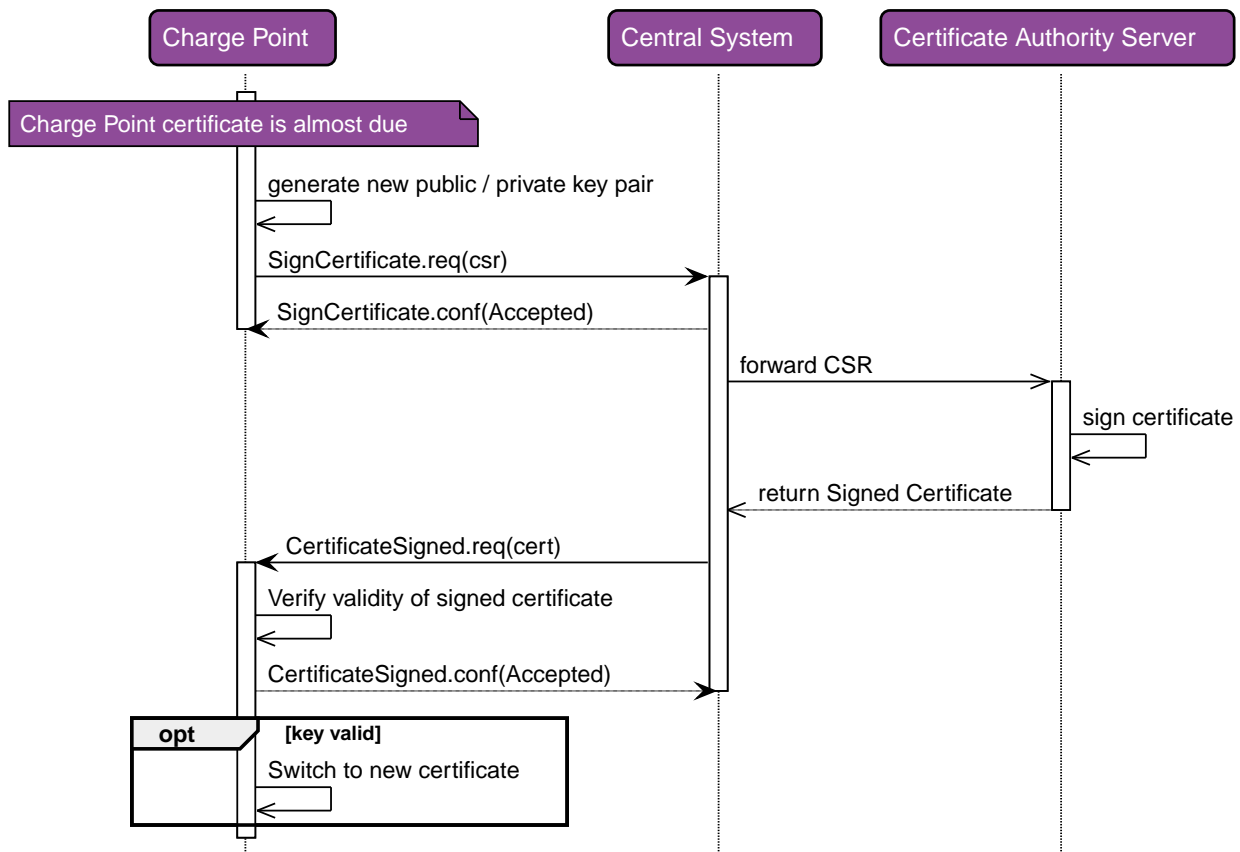 Charge Point
Central System
Certificate Authority Server
Charge Point certificate is almost due
generate new public / private key pair
SignCertificate.req(csr)
SignCertificate.conf(Accepted)
forward CSR
sign certificate
return Signed Certificate
CertificateSigned.req(cert)
Verify validity of signed certificate
CertificateSigned.conf(Accepted)
opt
[key valid]
Switch to new certificate